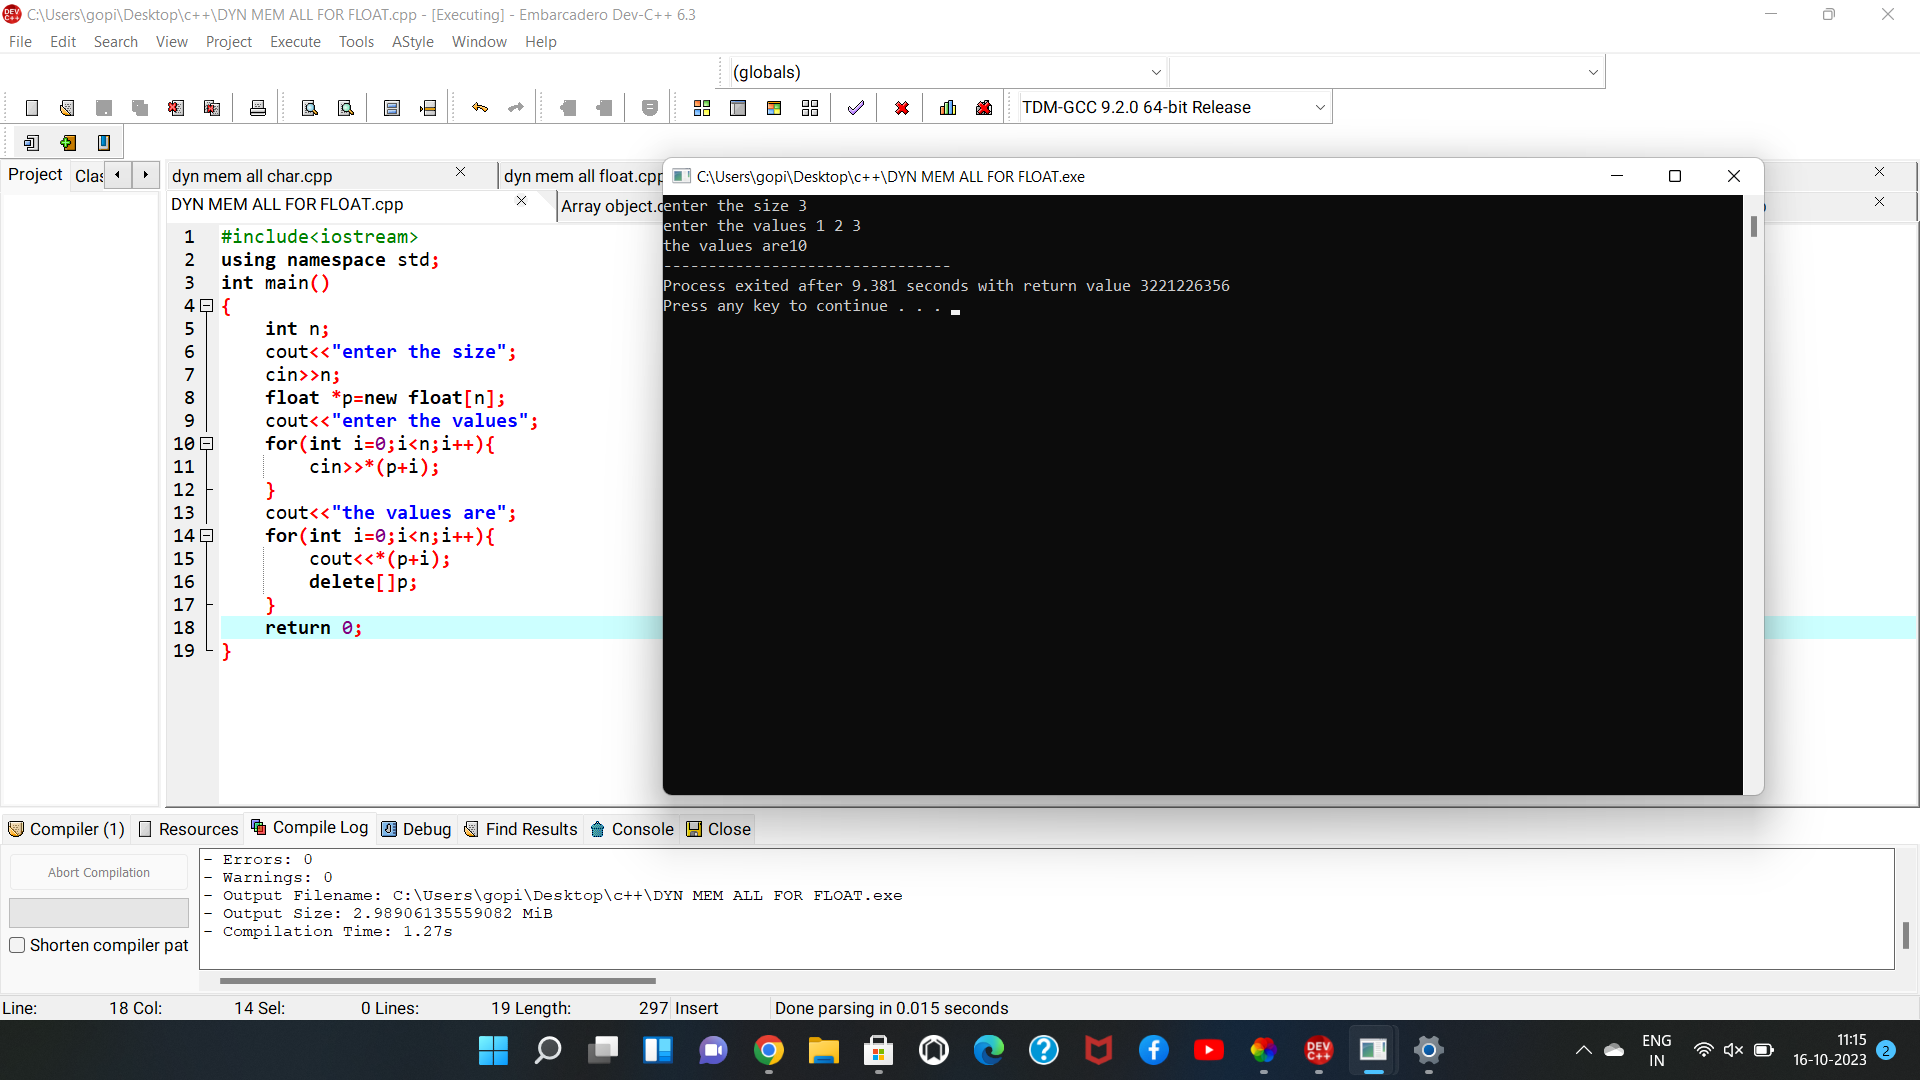 C:\Users\gopi\Desktop\c++\DYN MEM ALL FOR FLOAT.cpp - [Executing] - Embarcadero Dev-C++ 6.3
File Edit Search View Project Execute Tools AStyle Window Help
(globals)
TDM-GCC 9.2.0 64-bit Release
Project Clas
dyn mem all char.cpp
dyn mem all float.cpp
DYN MEM ALL FOR FLOAT.cpp
Array object.c
1 #include<iostream>
2 using namespace std;
3 int main()
4 {
5 int n;
6 cout<<"enter the size";
7 cin>>n;
8 float *p=new float[n];
9 cout<<"enter the values";
10 for(int i=0;i<n;i++){
11 cin>>*(p+i);
12 }
13 cout<<"the values are";
14 for(int i=0;i<n;i++){
15 cout<<*(p+i);
16 delete[]p;
17 }
18 return 0;
19 }
C:\Users\gopi\Desktop\c++\DYN MEM ALL FOR FLOAT.exe
enter the size 3
enter the values 1 2 3
the values are10
--------------------------------
Process exited after 9.381 seconds with return value 3221226356
Press any key to continue . . .
Compiler (1) Resources Compile Log Debug Find Results Console Close
Abort Compilation
Shorten compiler pat
- Errors: 0
- Warnings: 0
- Output Filename: C:\Users\gopi\Desktop\c++\DYN MEM ALL FOR FLOAT.exe
- Output Size: 2.98906135559082 MiB
- Compilation Time: 1.27s
Line: 18 Col: 14 Sel: 0 Lines: 19 Length: 297 Insert Done parsing in 0.015 seconds
DEV C++
ENG
IN
11:15
16-10-2023
2